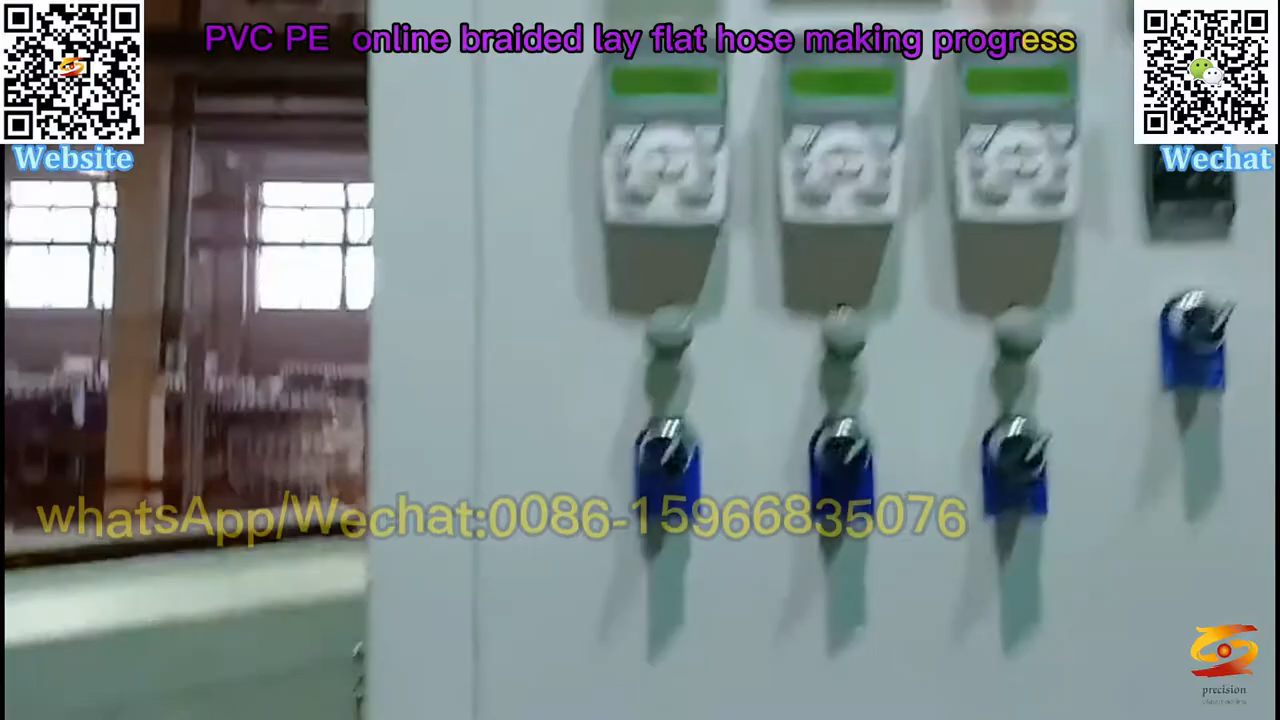 PVC PE online braided lay flat hose making progress
Website
Wechat
whatsApp/Wechat:0086-15966835076
precision